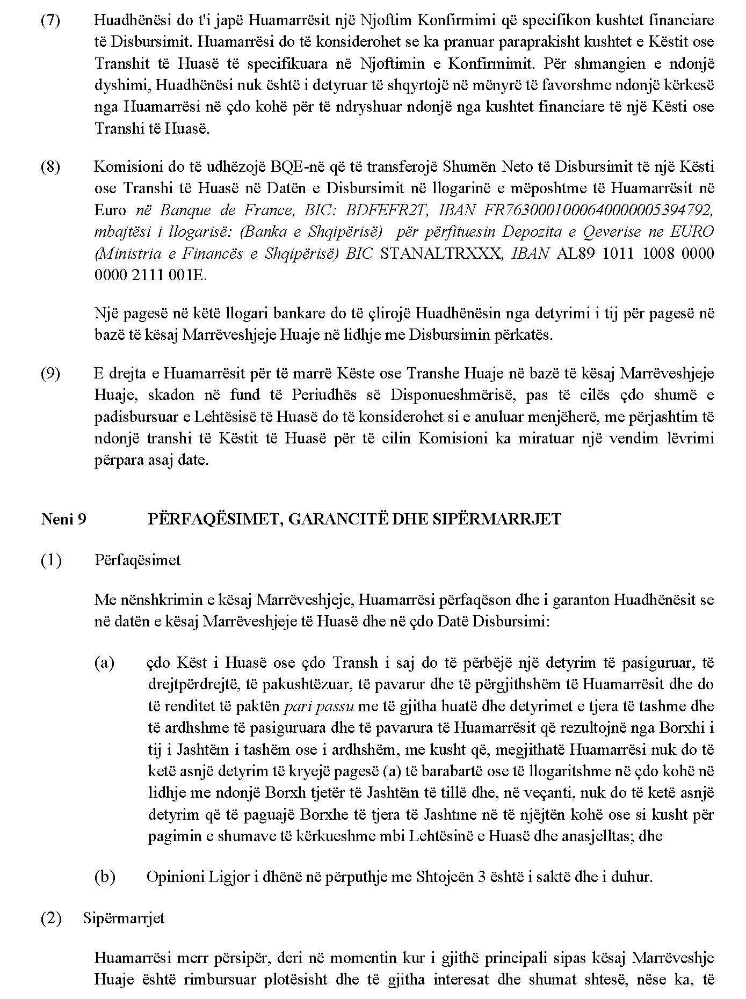 (7) Huadhënësi do t'i japë Huamarrësit një Njoftim Konfirmimi që specifikon kushtet financiare
të Disbursimit. Huamarrësi do të konsiderohet se ka pranuar paraprakisht kushtet e Këstit ose
Transhit të Huasë të specifikuara në Njoftimin e Konfirmimit. Për shmangien e ndonjë
dyshimi, Huadhënësi nuk është i detyruar të shqyrtojë në mënyrë të favorshme ndonjë kërkesë
nga Huamarrësi në çdo kohë për të ndryshuar ndonjë nga kushtet financiare të një Kësti ose
Transhi të Huasë.
(8) Komisioni do të udhëzojë BQE-në që të transferojë Shumën Neto të Disbursimit të një Kësti
ose Transhi të Huasë në Datën e Disbursimit në llogarinë e mëposhtme të Huamarrësit në
Euro në Banque de France, BIC: BDFEFR2T, IBAN FR7630001000640000005394792,
mbajtësi i llogarisë: (Banka e Shqipërisë) për përfituesin Depozita e Qeverise ne EURO
(Ministria e Financës e Shqipërisë) BIC STANALTRXXX, IBAN AL89 1011 1008 0000
0000 2111 001E.
Një pagesë në këtë llogari bankare do të çlirojë Huadhënësin nga detyrimi i tij për pagesë në
bazë të kësaj Marrëveshjeje Huaje në lidhje me Disbursimin përkatës.
(9) E drejta e Huamarrësit për të marrë Këste ose Transhe Huaje në bazë të kësaj Marrëveshjeje
Huaje, skadon në fund të Periudhës së Disponueshmërisë, pas të cilës çdo shumë e
padisbursuar e Lehtësisë të Huasë do të konsiderohet si e anuluar menjëherë, me përjashtim të
ndonjë transhi të Këstit të Huasë për të cilin Komisioni ka miratuar një vendim lëvrimi
përpara asaj date.
Neni 9 PËRFAQËSIMET, GARANCITË DHE SIPËRMARRJET
(1) Përfaqësimet
Me nënshkrimin e kësaj Marrëveshjeje, Huamarrësi përfaqëson dhe i garanton Huadhënësit se
në datën e kësaj Marrëveshjeje të Huasë dhe në çdo Datë Disbursimi:
(a) çdo Këst i Huasë ose çdo Transh i saj do të përbëjë një detyrim të pasiguruar, të
drejtpërdrejtë, të pakushtëzuar, të pavarur dhe të përgjithshëm të Huamarrësit dhe do
të renditet të paktën pari passu me të gjitha huatë dhe detyrimet e tjera të tashme dhe
të ardhshme të pasiguruara dhe të pavarura të Huamarrësit që rezultojnë nga Borxhi i
tij i Jashtëm i tashëm ose i ardhshëm, me kusht që, megjithatë Huamarrësi nuk do të
ketë asnjë detyrim të kryejë pagesë (a) të barabartë ose të llogaritshme në çdo kohë në
lidhje me ndonjë Borxh tjetër të Jashtëm të tillë dhe, në veçanti, nuk do të ketë asnjë
detyrim që të paguajë Borxhe të tjera të Jashtme në të njëjtën kohë ose si kusht për
pagimin e shumave të kërkueshme mbi Lehtësinë e Huasë dhe anasjelltas; dhe
(b) Opinioni Ligjor i dhënë në përputhje me Shtojcën 3 është i saktë dhe i duhur.
(2) Sipërmarrjet
Huamarrësi merr përsipër, deri në momentin kur i gjithë principali sipas kësaj Marrëveshje
Huaje është rimbursuar plotësisht dhe të gjitha interesat dhe shumat shtesë, nëse ka, të